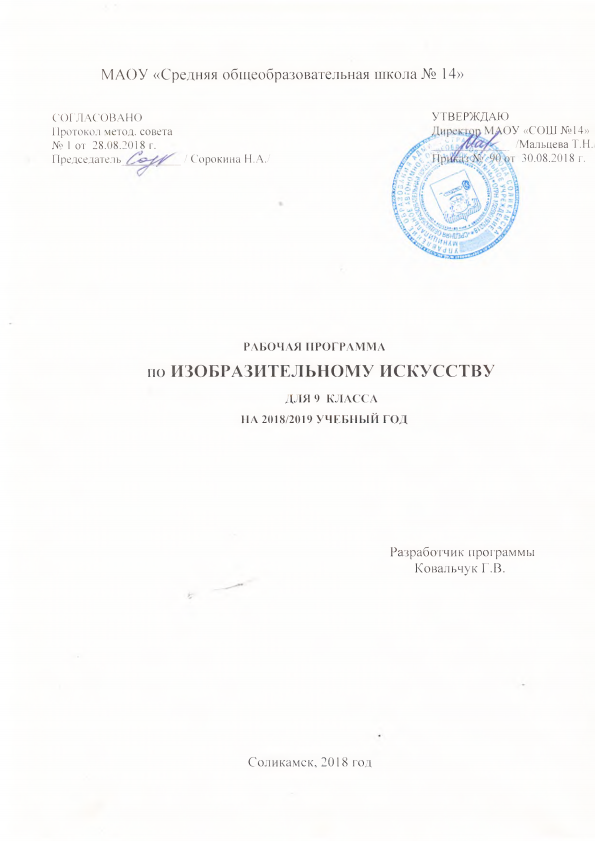 МАОУ «Средняя общеобразовательная школа № 14»
СОГЛАСОВАНО
Протокол метод. совета
№ 1 от 28.08.2018 г.
Председатель / Сорокина Н.А./
УТВЕРЖДАЮ
Директор МАОУ «СОШ №14»
/Мальцева Т.Н./
Приказ № 90 от 30.08.2018 г.
РАБОЧАЯ ПРОГРАММА
ПО ИЗОБРАЗИТЕЛЬНОМУ ИСКУССТВУ
ДЛЯ 9 КЛАССА
НА 2018/2019 УЧЕБНЫЙ ГОД
Разработчик программы
Ковальчук Г.В.
Соликамск, 2018 год